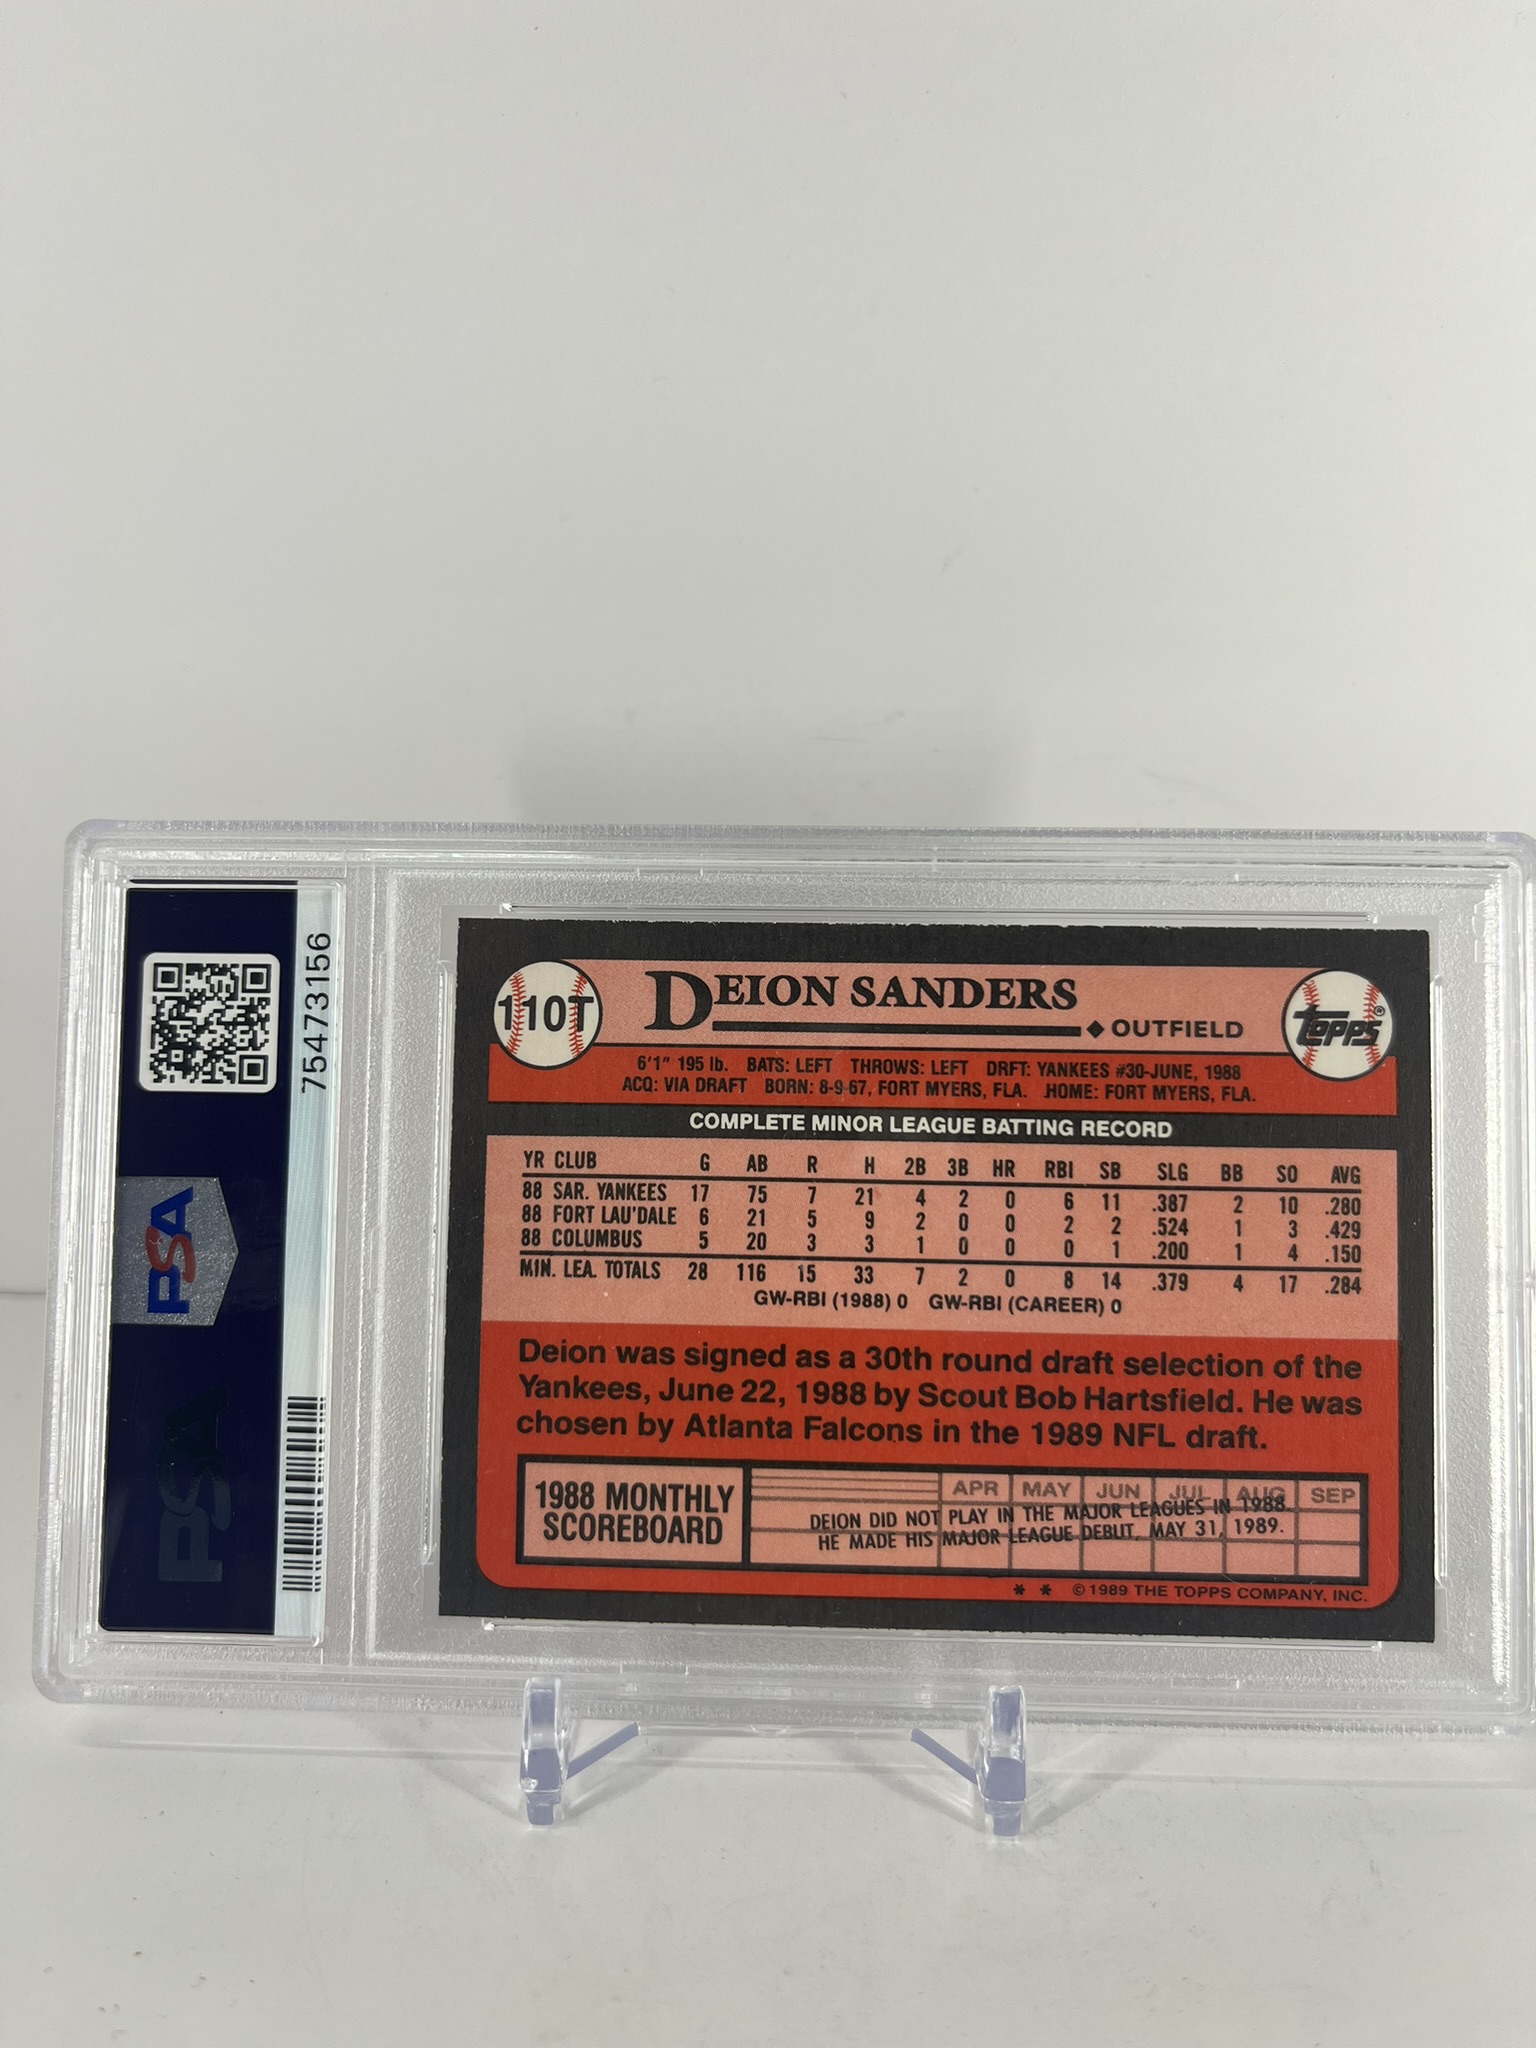 75473156
PSA
PSA
110T
DEION SANDERS
◆ OUTFIELD
TOPPS®
6'1" 195 lb. BATS: LEFT THROWS: LEFT DRFT: YANKEES #30-JUNE, 1988
ACQ: VIA DRAFT BORN: 8-9-67, FORT MYERS, FLA. HOME: FORT MYERS, FLA.
COMPLETE MINOR LEAGUE BATTING RECORD
YR CLUB G AB R H 2B 3B HR RBI SB SLG BB SO AVG
88 SAR. YANKEES 17 75 7 21 4 2 0 6 11 .387 2 10 .280
88 FORT LAU'DALE 6 21 5 9 2 0 0 2 2 .524 1 3 .429
88 COLUMBUS 5 20 3 3 1 0 0 0 1 .200 1 4 .150
MIN. LEA. TOTALS 28 116 15 33 7 2 0 8 14 .379 4 17 .284
GW-RBI (1988) 0 GW-RBI (CAREER) 0
Deion was signed as a 30th round draft selection of the
Yankees, June 22, 1988 by Scout Bob Hartsfield. He was
chosen by Atlanta Falcons in the 1989 NFL draft.
1988 MONTHLY
SCOREBOARD
APR MAY JUN JUL AUG SEP
DEION DID NOT PLAY IN THE MAJOR LEAGUES IN 1988.
HE MADE HIS MAJOR LEAGUE DEBUT, MAY 31, 1989.
* * © 1989 THE TOPPS COMPANY, INC.